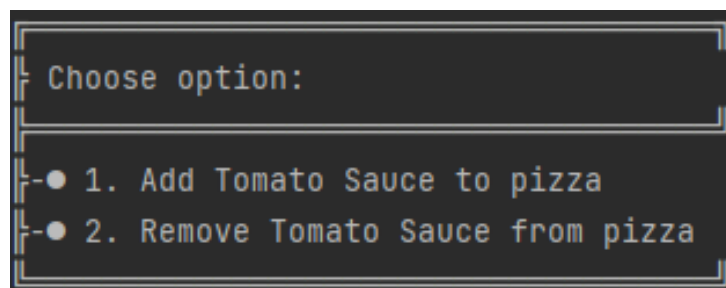 Choose option:
1. Add Tomato Sauce to pizza
2. Remove Tomato Sauce from pizza